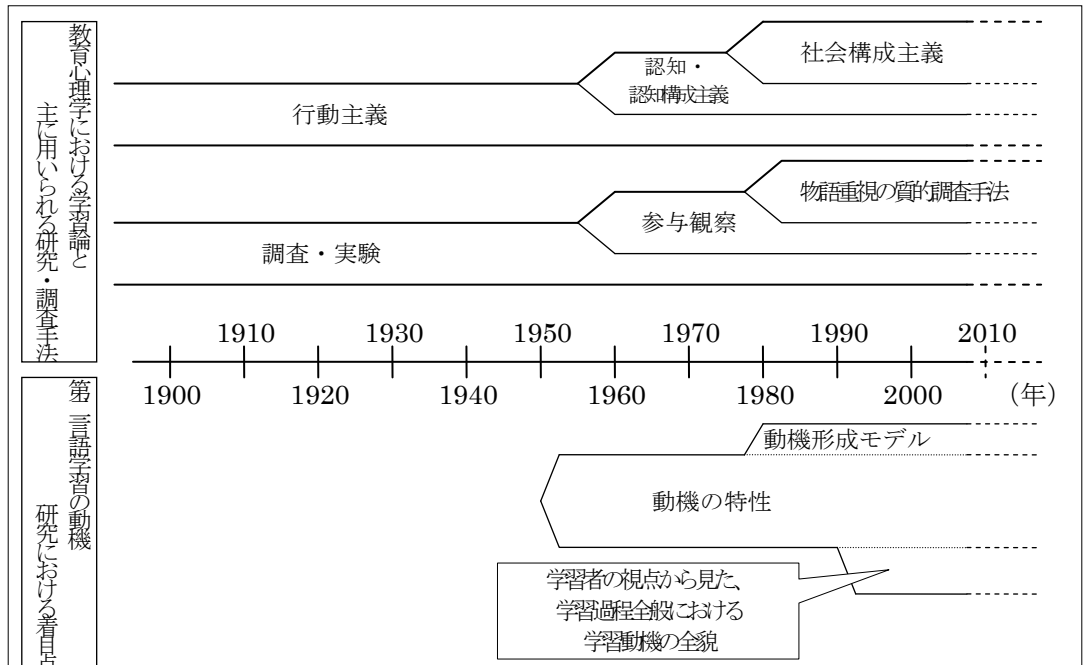 教育心理学における学習論と
主に用いられる研究・調査手法
社会構成主義
認知・
認知構成主義
行動主義
物語重視の質的調査手法
参与観察
調査・実験
1910 1930 1950 1970 1990 2010
1900 1920 1940 1960 1980 2000 （年）
第二言語学習の動機
研究における着目点
動機形成モデル
動機の特性
学習者の視点から見た、
学習過程全般における
学習動機の全貌